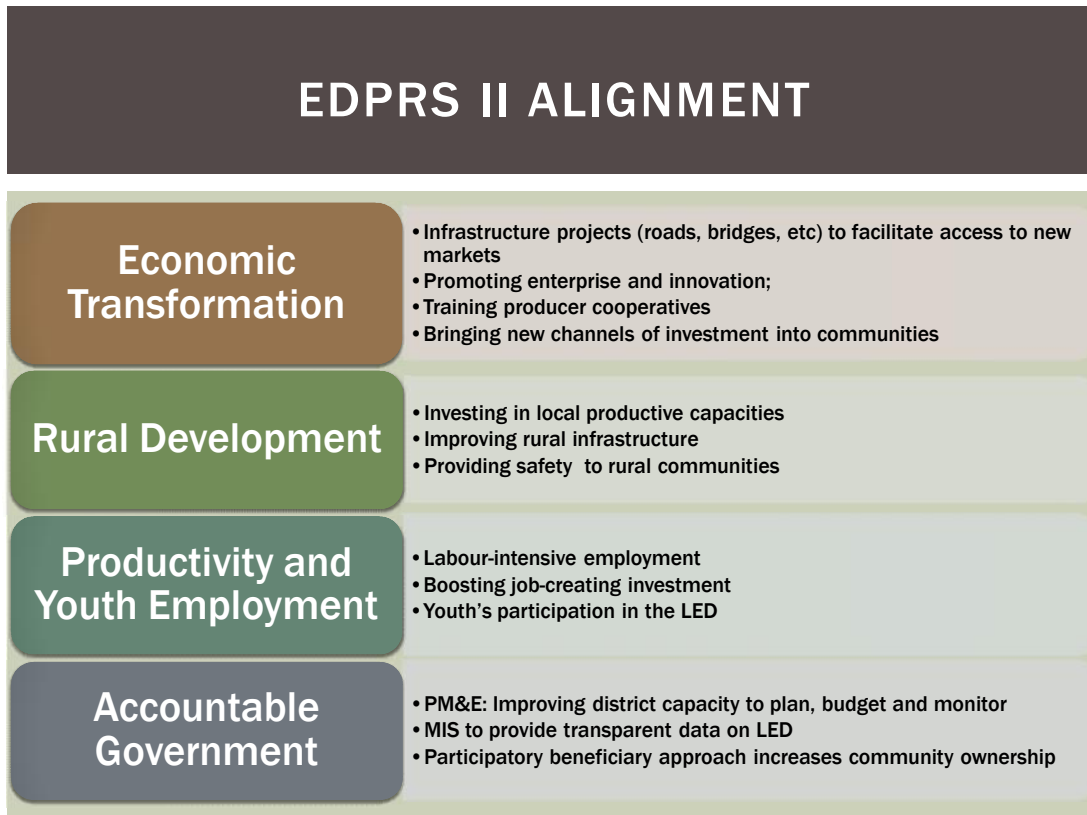 EDPRS II ALIGNMENT
Economic
Transformation
•Infrastructure projects (roads, bridges, etc) to facilitate access to new
markets
•Promoting enterprise and innovation;
•Training producer cooperatives
•Bringing new channels of investment into communities
Rural Development
•Investing in local productive capacities
•Improving rural infrastructure
•Providing safety  to rural communities
Productivity and
Youth Employment
•Labour-intensive employment
•Boosting job-creating investment
•Youth’s participation in the LED
Accountable
Government
•PM&E: Improving district capacity to plan, budget and monitor
•MIS to provide transparent data on LED
•Participatory beneficiary approach increases community ownership